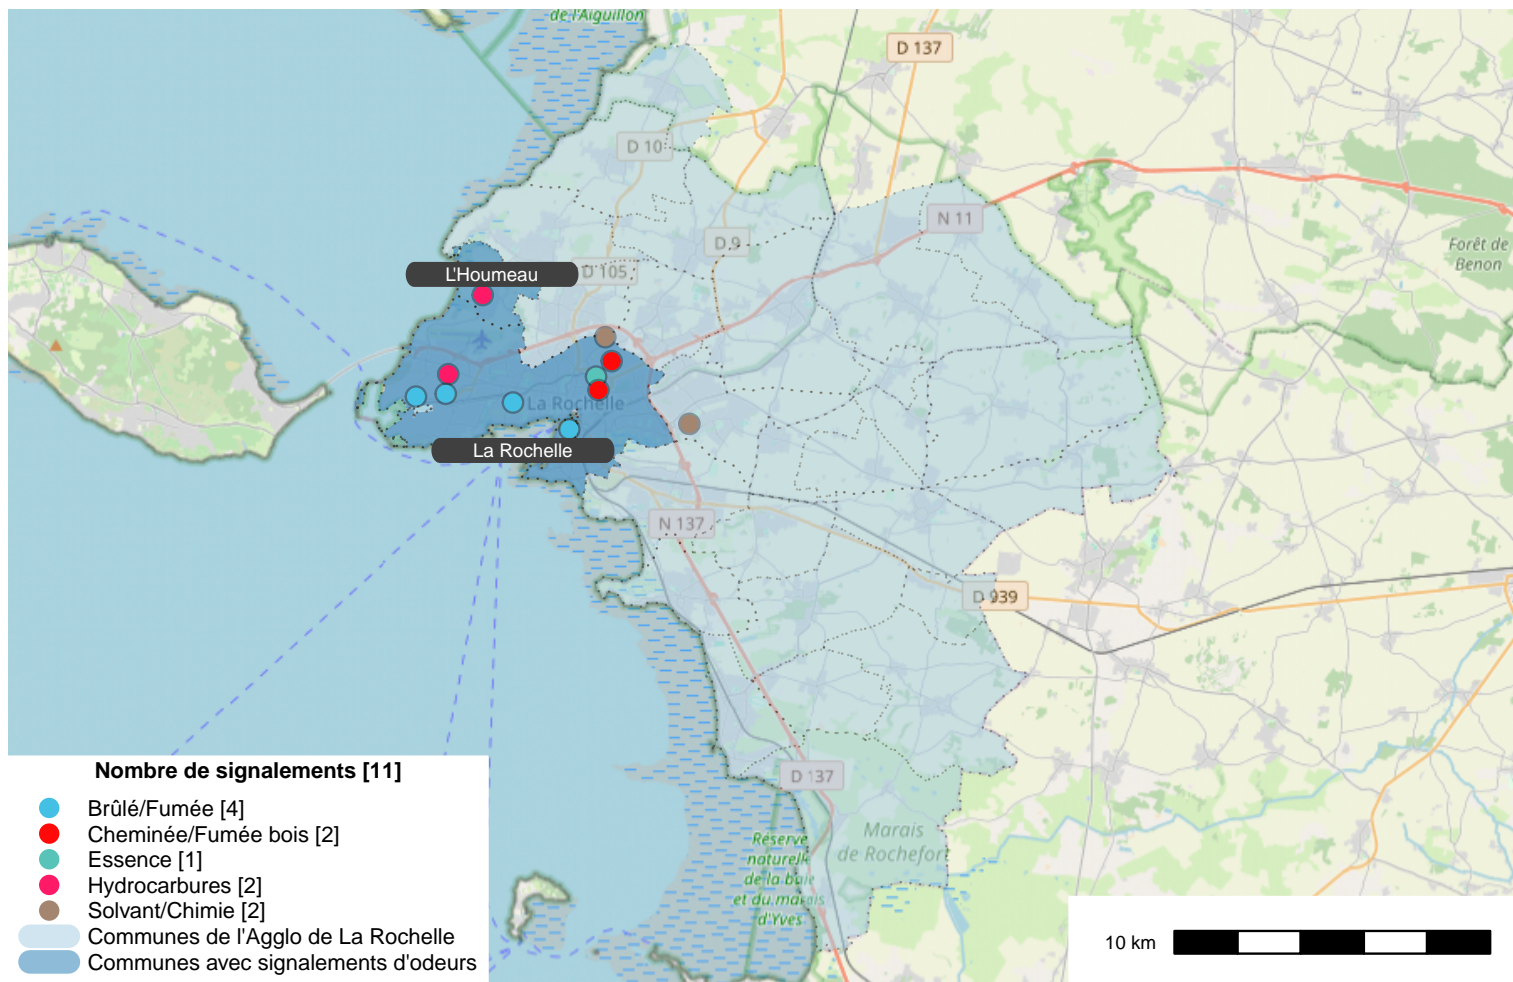 de l'Aiguillon
D 137
D 10
N 11
D 9
Forêt de
Benon
L'Houmeau
D 105
La Rochelle
La Rochelle
N 137
D 939
D 137
Marais
de Rochefort
Réserve
naturelle
de la baie
et du marais
d'Yves
Nombre de signalements [11]
Brûlé/Fumée [4]
Cheminée/Fumée bois [2]
Essence [1]
Hydrocarbures [2]
Solvant/Chimie [2]
Communes de l'Agglo de La Rochelle
Communes avec signalements d'odeurs
10 km